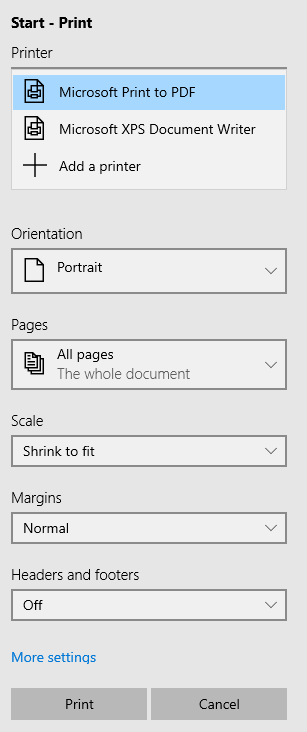 Start - Print
Printer
Microsoft Print to PDF
Microsoft XPS Document Writer
Add a printer
Orientation
Portrait
Pages
All pages
The whole document
Scale
Shrink to fit
Margins
Normal
Headers and footers
Off
More settings
Print
Cancel